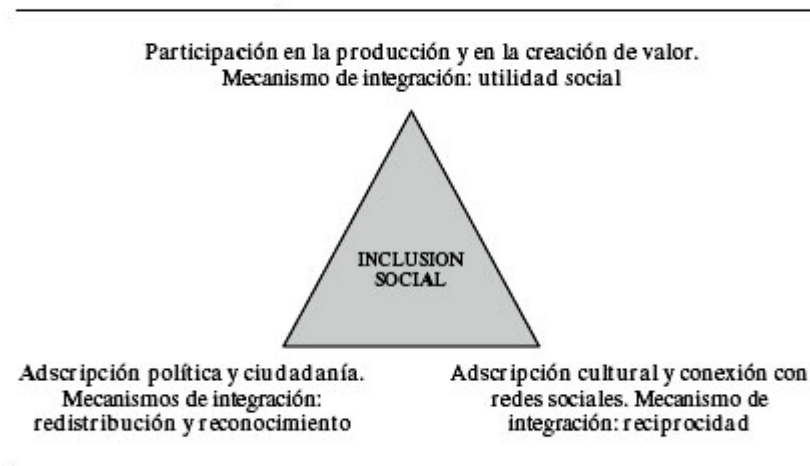 Participación en la producción y en la creación de valor.
Mecanismo de integración: utilidad social
INCLUSION
SOCIAL
Adscripción política y ciudadanía.
Mecanismos de integración:
redistribución y reconocimiento
Adscripción cultural y conexión con
redes sociales. Mecanismo de
integración: reciprocidad